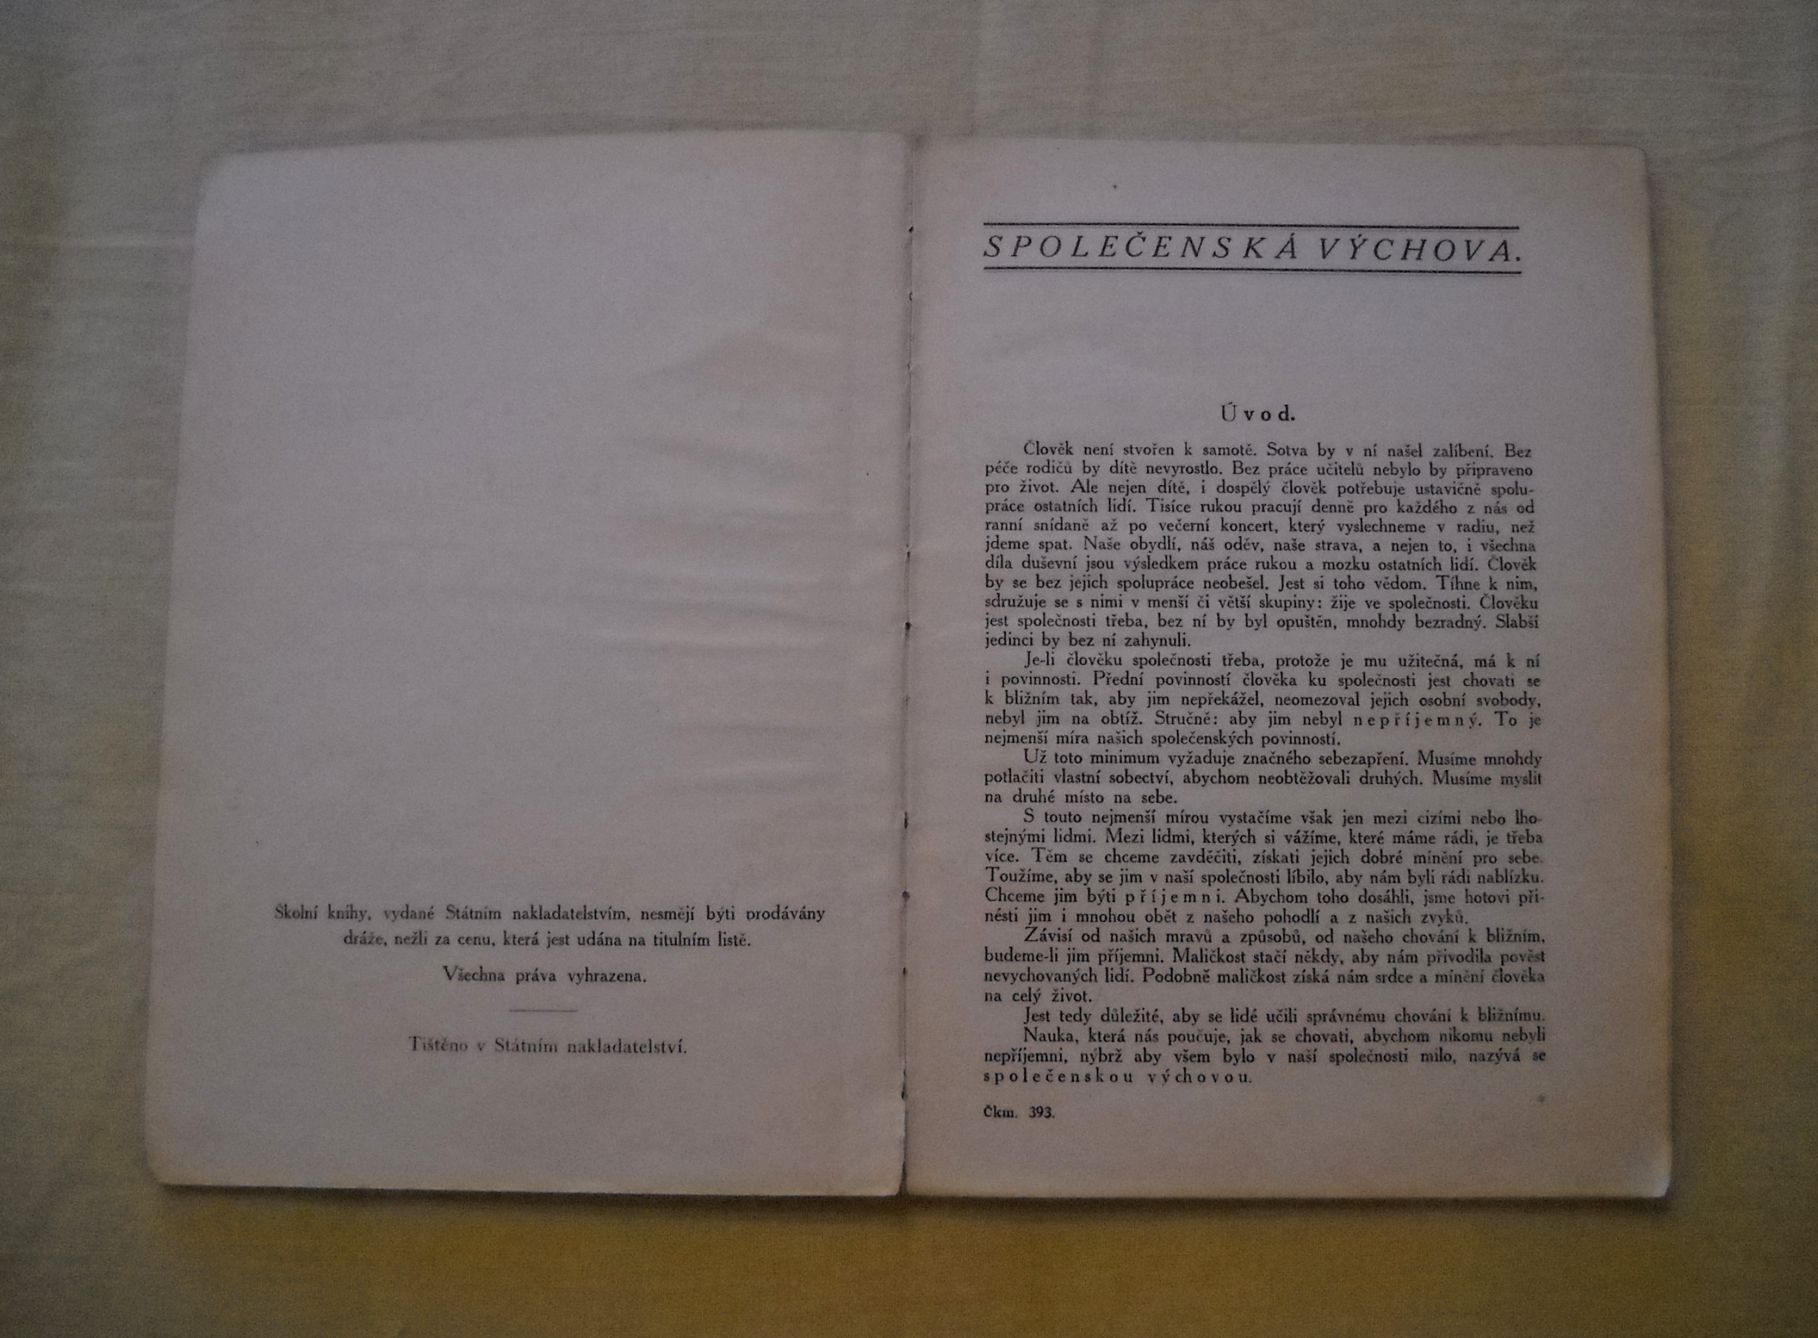 Školní knihy, vydané Státním nakladatelstvím, nesmějí býti prodávány
dráže, nežli za cenu, která jest udána na titulním listě.
Všechna práva vyhrazena.
Tištěno v Státním nakladatelství.
SPOLEČENSKÁ VÝCHOVA.
Úvod.
Člověk není stvořen k samotě. Sotva by v ní našel zalíbení. Bez
péče rodičů by dítě nevyrostlo. Bez práce učitelů nebylo by připraveno
pro život. Ale nejen dítě, i dospělý člověk potřebuje ustavičně spolu-
práce ostatních lidí. Tisíce rukou pracují denně pro každého z nás od
ranní snídaně až po večerní koncert, který vyslechneme v radiu, než
jdeme spat. Naše obydlí, náš oděv, naše strava, a nejen to, i všechna
díla duševní jsou výsledkem práce rukou a mozku ostatních lidí. Člověk
by se bez jejich spolupráce neobešel. Jest si toho vědom. Tíhne k nim,
sdružuje se s nimi v menší či větší skupiny: žije ve společnosti. Člověku
jest společnosti třeba, bez ní by byl opuštěn, mnohdy bezradný. Slabší
jedinci by bez ní zahynuli.
Je-li člověku společnosti třeba, protože je mu užitečná, má k ní
i povinnosti. Přední povinností člověka ku společnosti jest chovati se
k bližním tak, aby jim nepřekážel, neomezoval jejich osobní svobody,
nebyl jim na obtíž. Stručně: aby jim nebyl nepříjemný. To je
nejmenší míra našich společenských povinností.
Už toto minimum vyžaduje značného sebezapření. Musíme mnohdy
potlačiti vlastní sobectví, abychom neobtěžovali druhých. Musíme myslit
na druhé místo na sebe.
S touto nejmenší mírou vystačíme však jen mezi cizími nebo lho-
stejnými lidmi. Mezi lidmi, kterých si vážíme, které máme rádi, je třeba
více. Těm se chceme zavděčiti, získati jejich dobré mínění pro sebe.
Toužíme, aby se jim v naší společnosti líbilo, aby nám byli rádi nablízku.
Chceme jim býti příjemni. Abychom toho dosáhli, jsme hotovi při-
nésti jim i mnohou obět z našeho pohodlí a z našich zvyků.
Závisí od našich mravů a způsobů, od našeho chování k bližním,
budeme-li jim příjemni. Maličkost stačí někdy, aby nám přivodila pověst
nevychovaných lidí. Podobně maličkost získá nám srdce a mínění člověka
na celý život.
Jest tedy důležité, aby se lidé učili správnému chování k bližnímu.
Nauka, která nás poučuje, jak se chovati, abychom nikomu nebyli
nepříjemni, nýbrž aby všem bylo v naší společnosti milo, nazývá se
společenskou výchovou.
Čkm. 393.